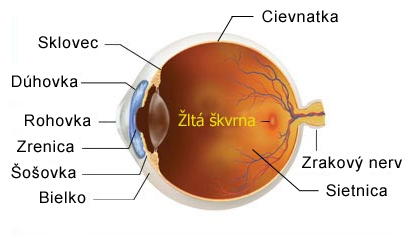 Cievnatka
Sklovec
Dúhovka
Rohovka
Žltá škvrna
Zrenica
Zrakový nerv
Šošovka
Sietnica
Bielko